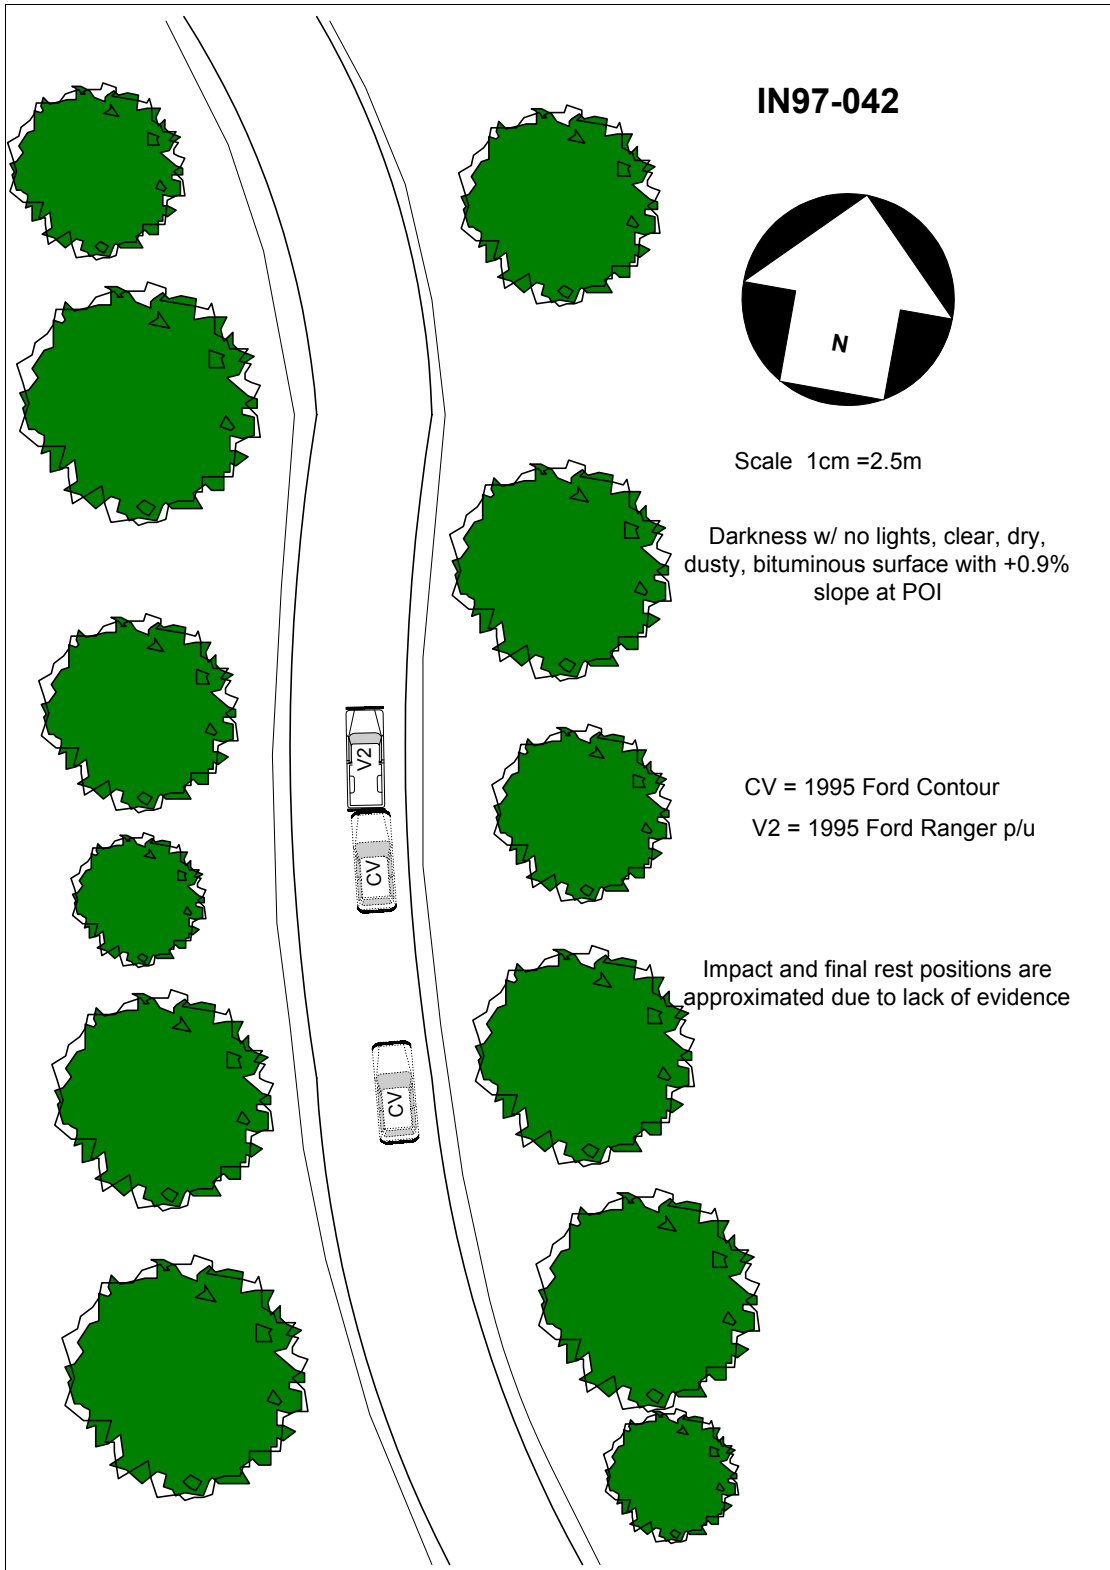 IN97-042
N
Scale 1cm =2.5m
Darkness w/ no lights, clear, dry,
dusty, bituminous surface with +0.9%
slope at POI
V2
CV
CV = 1995 Ford Contour
V2 = 1995 Ford Ranger p/u
Impact and final rest positions are
approximated due to lack of evidence
CV